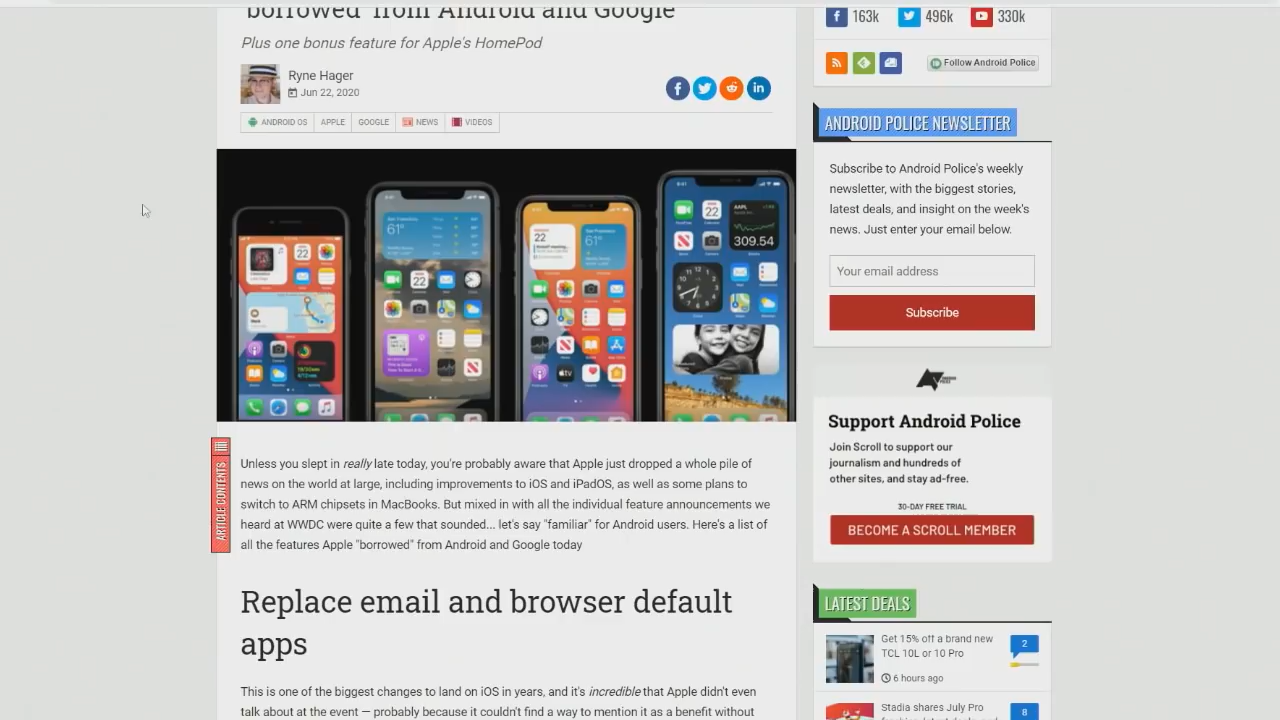 'borrowed' from Android and Google
Plus one bonus feature for Apple's HomePod
Ryne Hager
Jun 22, 2020
ANDROID OS APPLE GOOGLE NEWS VIDEOS
61°
22
22
61°
22
AAPL
309.54
ARTICLE CONTENTS
Unless you slept in really late today, you're probably aware that Apple just dropped a whole pile of
news on the world at large, including improvements to iOS and iPadOS, as well as some plans to
switch to ARM chipsets in MacBooks. But mixed in with all the individual feature announcements we
heard at WWDC were quite a few that sounded... let's say "familiar" for Android users. Here's a list of
all the features Apple "borrowed" from Android and Google today
Replace email and browser default
apps
This is one of the biggest changes to land on iOS in years, and it's incredible that Apple didn't even
talk about at the event — probably because it couldn't find a way to mention it as a benefit without
163k 496k 330k
Follow Android Police
ANDROID POLICE NEWSLETTER
Subscribe to Android Police's weekly
newsletter, with the biggest stories,
latest deals, and insight on the week's
news. Just enter your email below.
Your email address
Subscribe
Support Android Police
Join Scroll to support our
journalism and hundreds of
other sites, and stay ad-free.
30-DAY FREE TRIAL
BECOME A SCROLL MEMBER
LATEST DEALS
Get 15% off a brand new
TCL 10L or 10 Pro
2
6 hours ago
Stadia shares July Pro
8